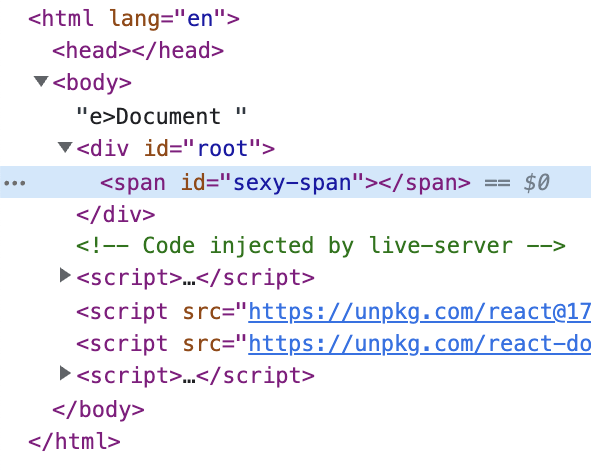 <html lang="en">
<head></head>
<body>
"e>Document "
<div id="root">
<span id="sexy-span"></span> == $0
</div>
<!-- Code injected by live-server -->
<script>…</script>
<script src="https://unpkg.com/react@17
<script src="https://unpkg.com/react-do
<script>…</script>
</body>
</html>